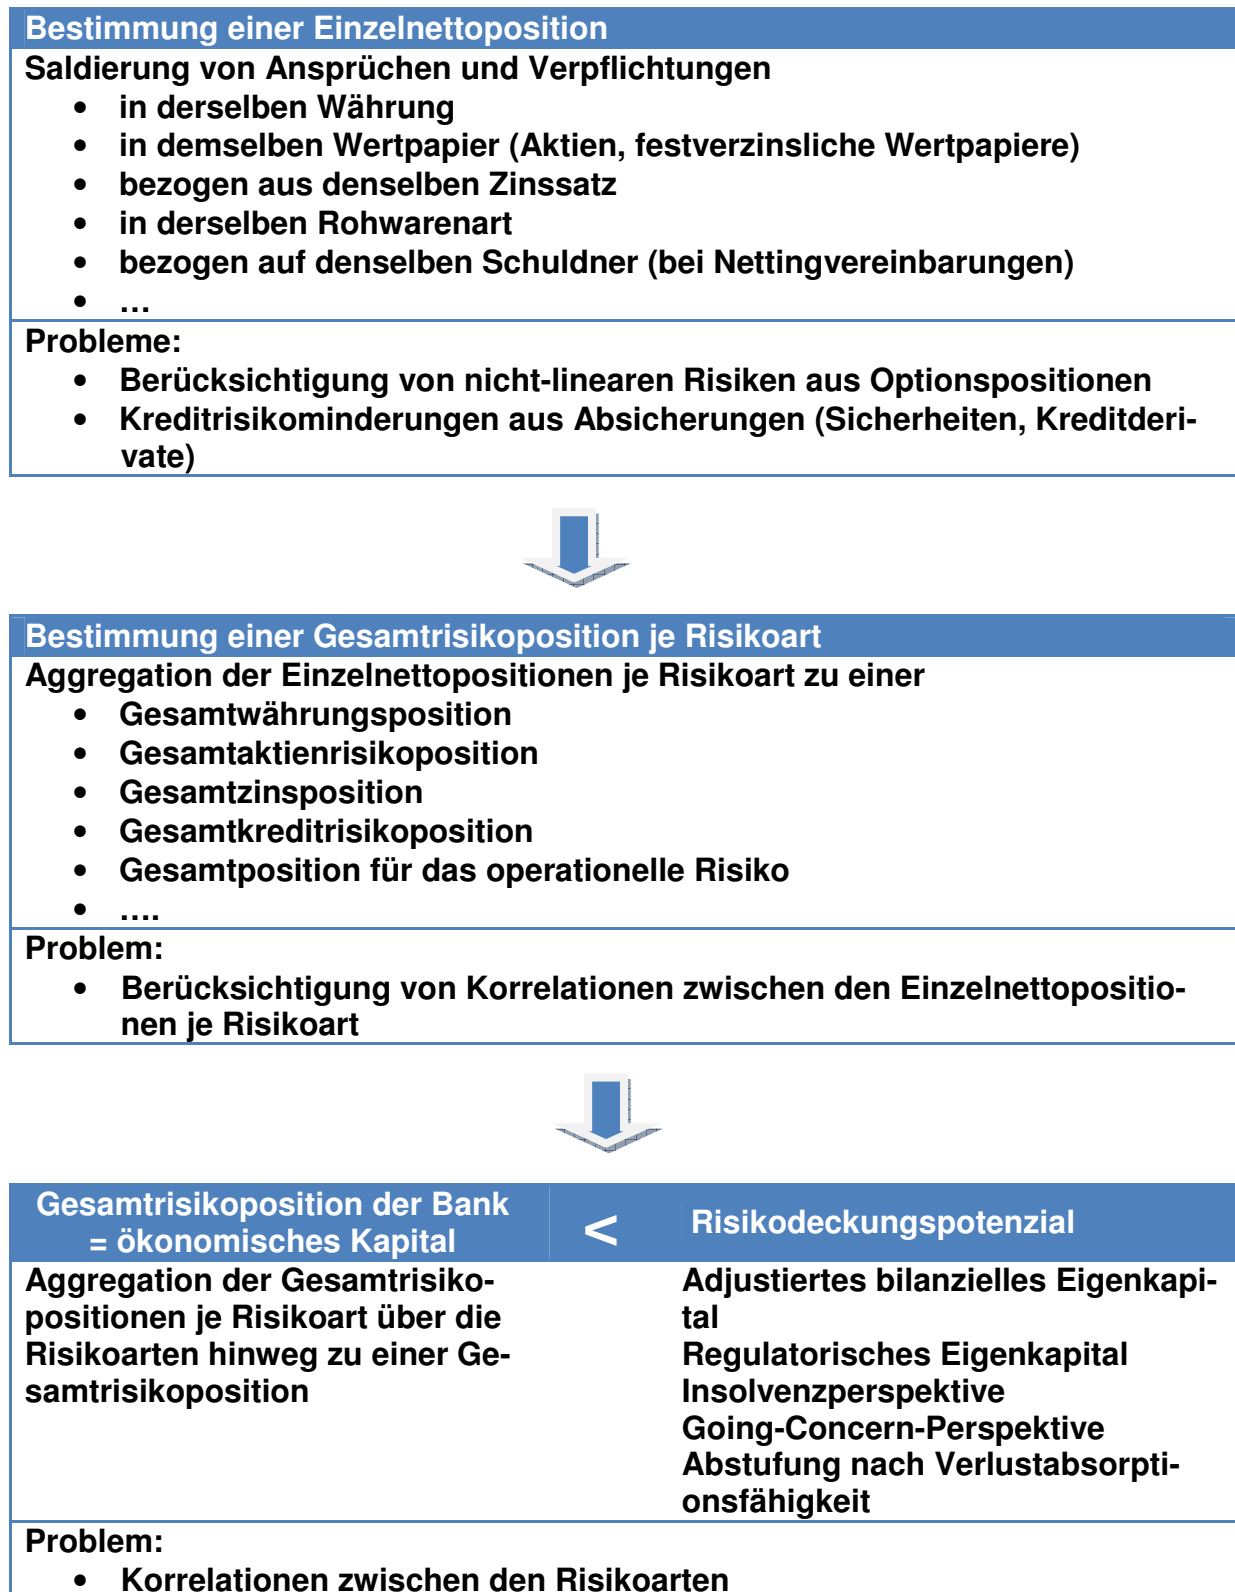 Bestimmung einer Einzelnettoposition
Saldierung von Ansprüchen und Verpflichtungen
• in derselben Währung
• in demselben Wertpapier (Aktien, festverzinsliche Wertpapiere)
• bezogen aus denselben Zinssatz
• in derselben Rohwarenart
• bezogen auf denselben Schuldner (bei Nettingvereinbarungen)
• …
Probleme:
• Berücksichtigung von nicht-linearen Risiken aus Optionspositionen
• Kreditrisikominderungen aus Absicherungen (Sicherheiten, Kreditderi-
vate)
Bestimmung einer Gesamtrisikoposition je Risikoart
Aggregation der Einzelnettopositionen je Risikoart zu einer
• Gesamtwährungsposition
• Gesamtaktienrisikoposition
• Gesamtzinsposition
• Gesamtkreditrisikoposition
• Gesamtposition für das operationelle Risiko
• ….
Problem:
• Berücksichtigung von Korrelationen zwischen den Einzelnettopositio-
nen je Risikoart
Gesamtrisikoposition der Bank
= ökonomisches Kapital
<
Risikodeckungspotenzial
Aggregation der Gesamtrisiko-
positionen je Risikoart über die
Risikoarten hinweg zu einer Ge-
samtrisikoposition
Adjustiertes bilanzielles Eigenkapi-
tal
Regulatorisches Eigenkapital
Insolvenzperspektive
Going-Concern-Perspektive
Abstufung nach Verlustabsorpti-
onsfähigkeit
Problem:
• Korrelationen zwischen den Risikoarten